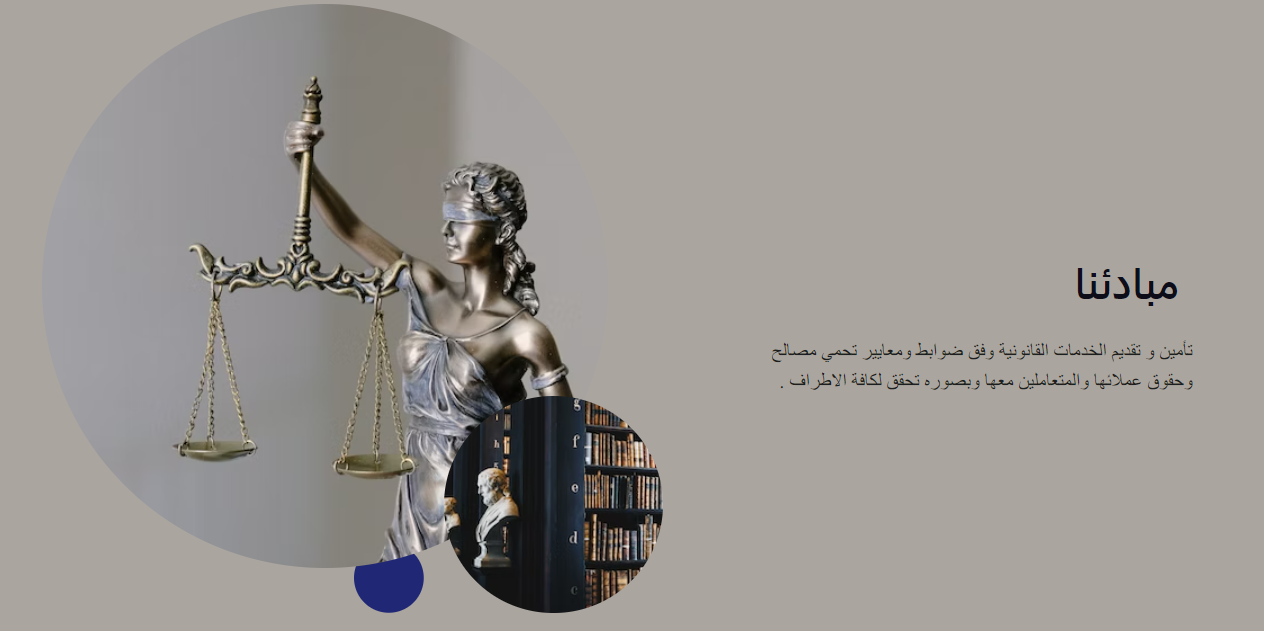 مبادئنا
تأمين و تقديم الخدمات القانونية وفق ضوابط ومعايير تحمي مصالح
وحقوق عملائها والمتعاملين معها وبصوره تحقق لكافة الاطراف .
g
h
f
e
d
c